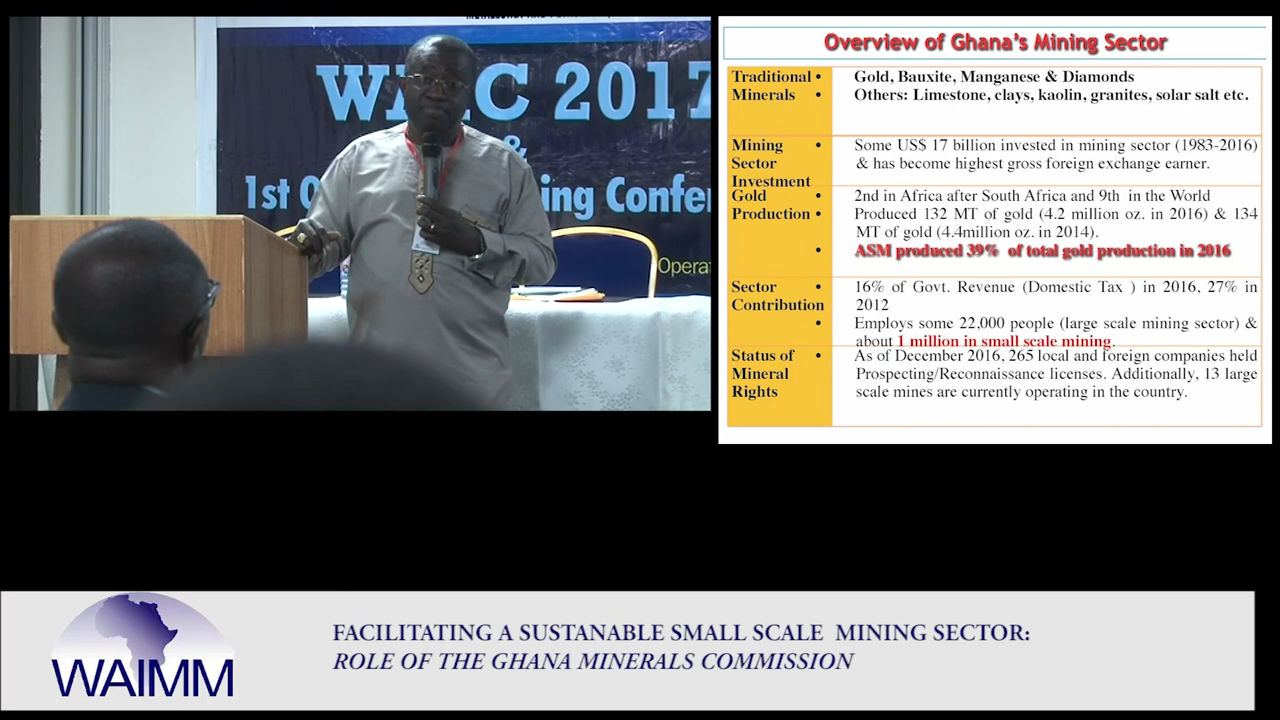 2017
&
1st
ing Confe
Opera
Overview of Ghana's Mining Sector
Traditional • Gold, Bauxite, Manganese & Diamonds
Minerals • Others: Limestone, clays, kaolin, granites, solar salt etc.
Mining • Some US$ 17 billion invested in mining sector (1983-2016)
Sector & has become highest gross foreign exchange earner.
Investment
Gold • 2nd in Africa after South Africa and 9th in the World
Production • Produced 132 MT of gold (4.2 million oz. in 2016) & 134
MT of gold (4.4million oz. in 2014).
• ASM produced 39% of total gold production in 2016
Sector • 16% of Govt. Revenue (Domestic Tax ) in 2016, 27% in
Contribution 2012
• Employs some 22,000 people (large scale mining sector) &
about 1 million in small scale mining.
Status of • As of December 2016, 265 local and foreign companies held
Mineral Prospecting/Reconnaissance licenses. Additionally, 13 large
Rights scale mines are currently operating in the country.
WAIMM
FACILITATING A SUSTANABLE SMALL SCALE MINING SECTOR:
ROLE OF THE GHANA MINERALS COMMISSION